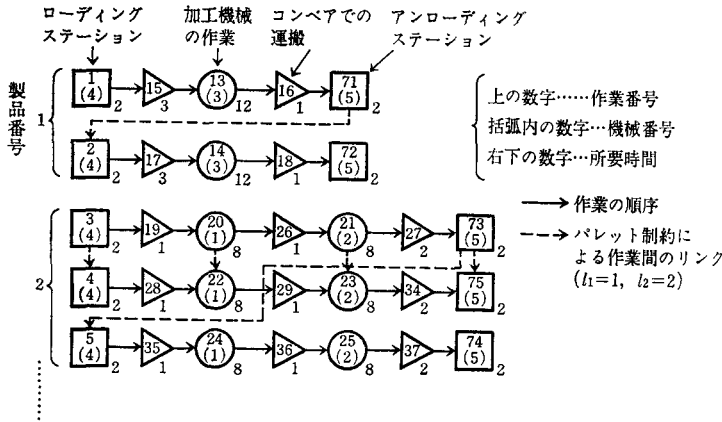 ローディング
ステーション
加工機械
の作業
コンベアでの
運搬
アンローディング
ステーション
製品番号
1
1 (4) 2 15 3 13 (3) 12 16 1 71 (5) 2
2 (4) 2 17 3 14 (3) 12 18 1 72 (5) 2
2
3 (4) 2 19 1 20 (1) 8 26 1 21 (2) 8 27 2 73 (5) 2
4 (4) 2 28 1 22 (1) 8 29 1 23 (2) 8 34 2 75 (5) 2
5 (4) 2 35 1 24 (1) 8 36 1 25 (2) 8 37 2 74 (5) 2
上の数字……作業番号
括弧内の数字…機械番号
右下の数字…所要時間
作業の順序
パレット制約に
よる作業間のリンク
(l₁=1, l₂=2)